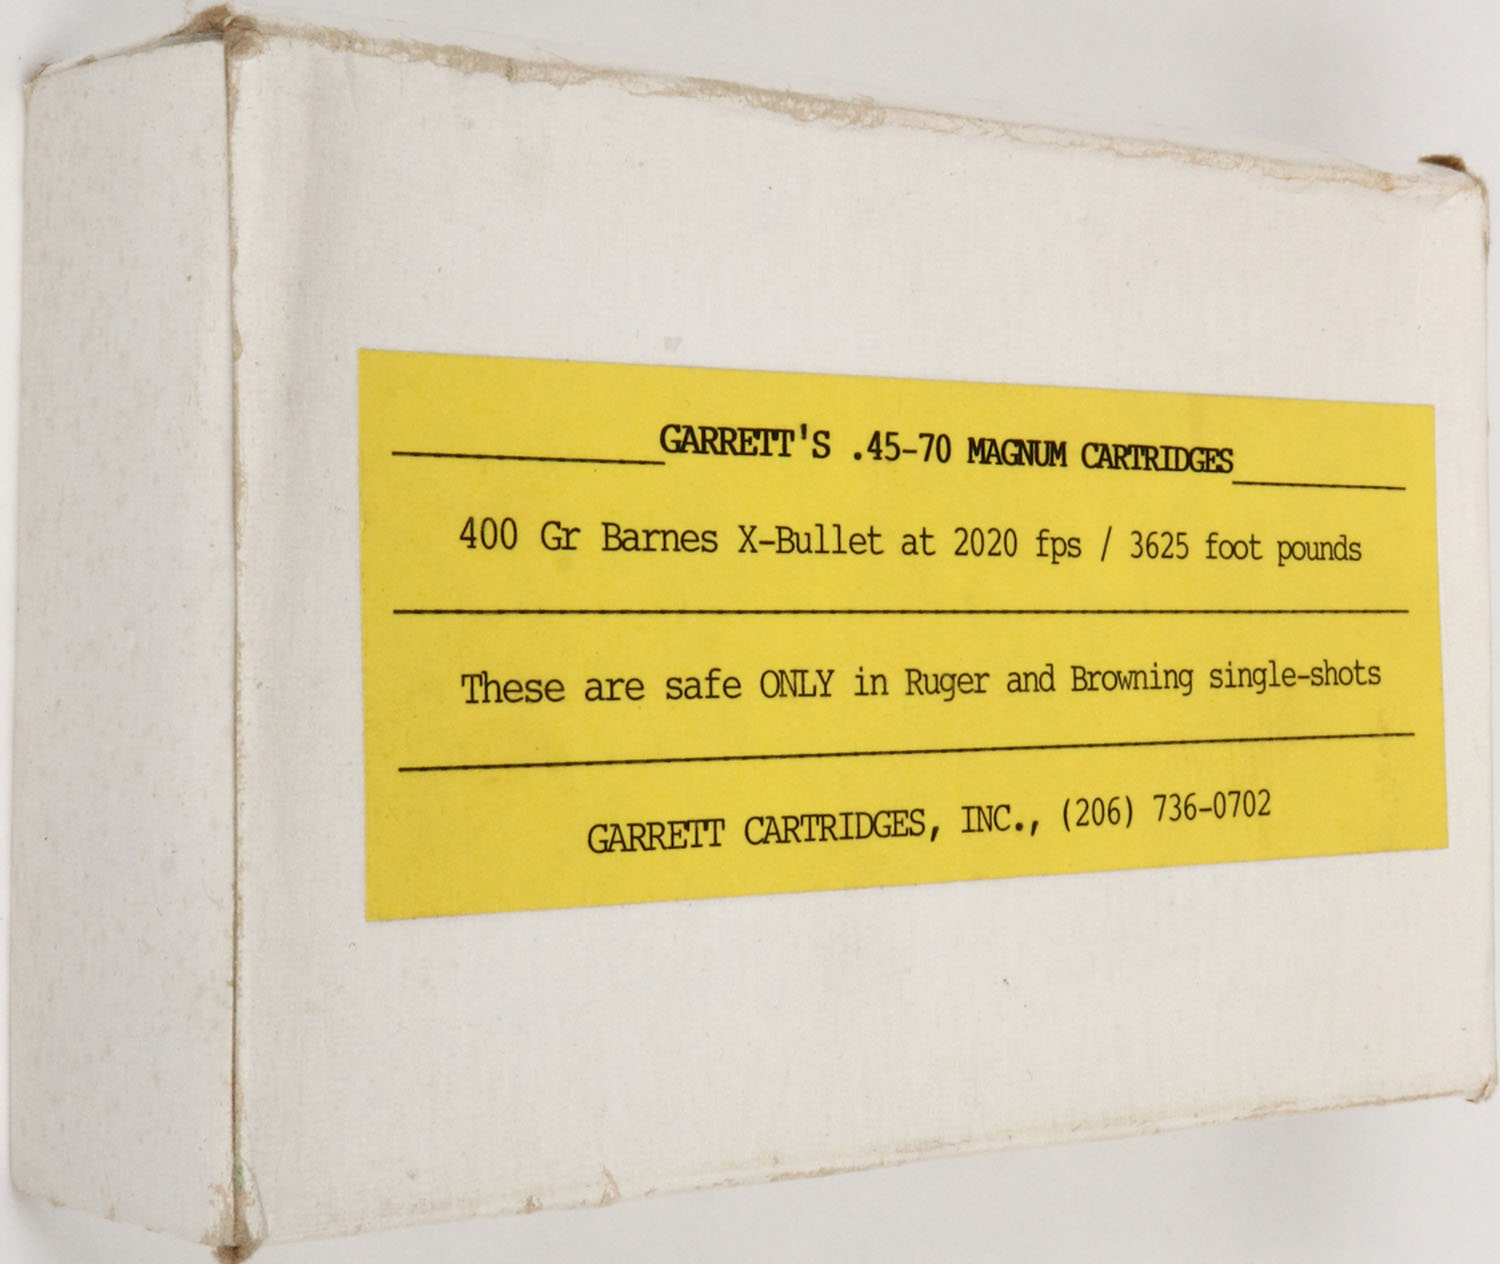 GARRETT'S .45-70 MAGNUM CARTRIDGES
400 Gr Barnes X-Bullet at 2020 fps / 3625 foot pounds
These are safe ONLY in Ruger and Browning single-shots
GARRETT CARTRIDGES, INC., (206) 736-0702